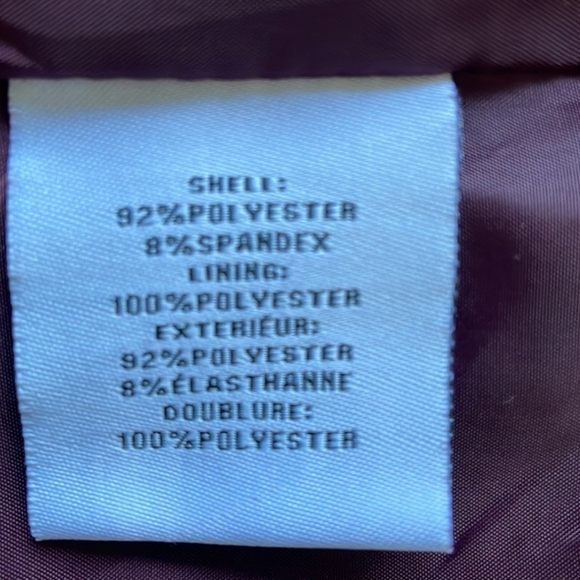 SHELL:
92%POLYESTER
8%SPANDEX
LINING:
100%POLYESTER
EXTERIÉUR:
92%POLYESTER
8%ÉLASTHANNE
DOUBLURE:
100%POLYESTER